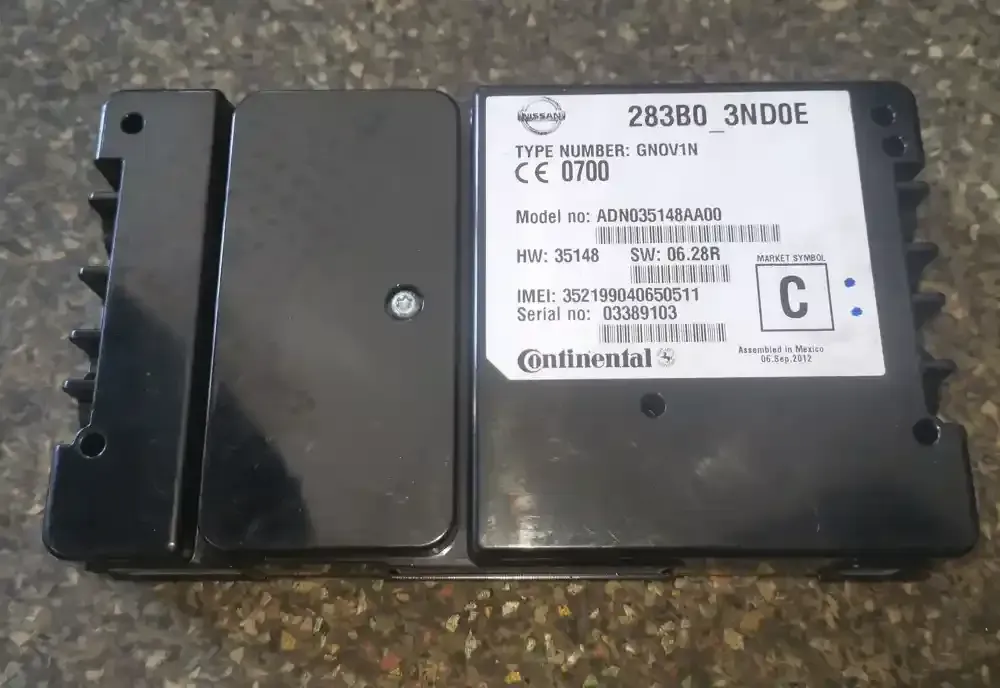 NISSAN
283B0_3ND0E
TYPE NUMBER: GNOV1N
CE 0700
Model no: ADN035148AA00
HW: 35148 SW: 06.28R
MARKET SYMBOL
C
IMEI: 352199040650511
Serial no: 03389103
Continental
Assembled in Mexico
06.Sep.2012